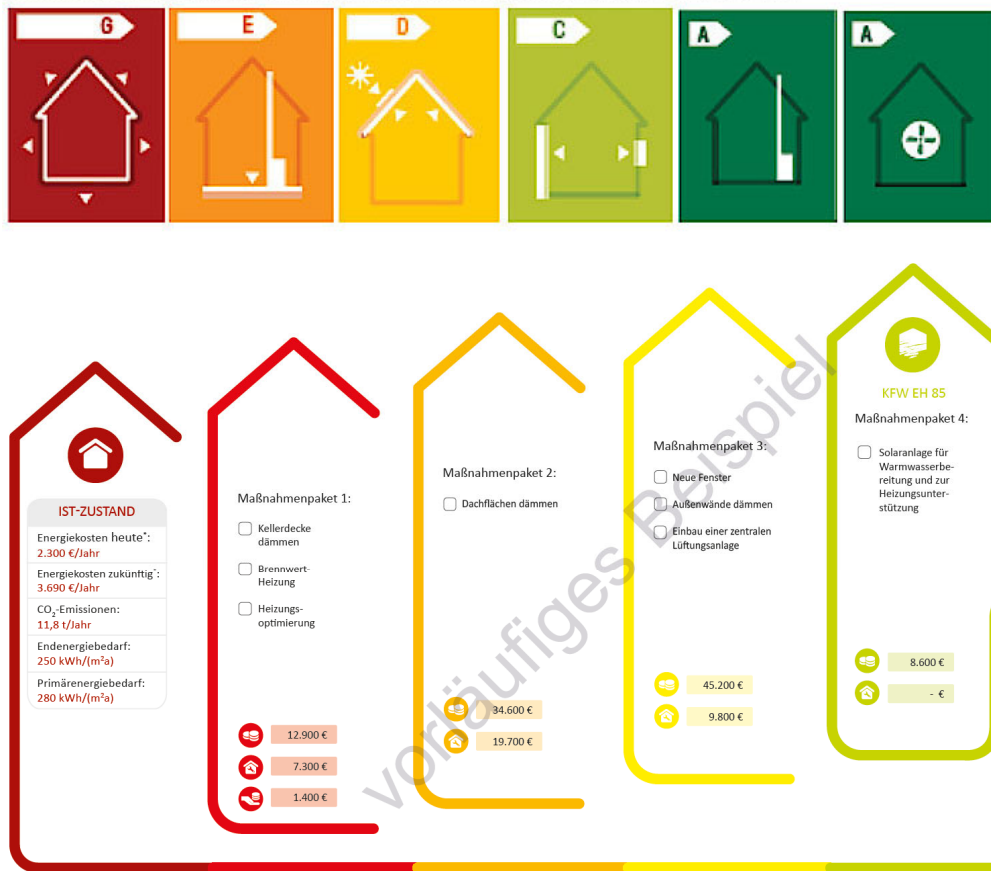 G
E
D
C
A
A
IST-ZUSTAND
Energiekosten heute*:
2.300 €/Jahr
Energiekosten zukünftig*:
3.690 €/Jahr
CO₂-Emissionen:
11,8 t/Jahr
Endenergiebedarf:
250 kWh/(m²a)
Primärenergiebedarf:
280 kWh/(m²a)
Maßnahmenpaket 1:
Kellerdecke
dämmen
Brennwert-
Heizung
Heizungs-
optimierung
12.900 €
7.300 €
1.400 €
Maßnahmenpaket 2:
Dachflächen dämmen
34.600 €
19.700 €
Maßnahmenpaket 3:
Neue Fenster
Außenwände dämmen
Einbau einer zentralen
Lüftungsanlage
45.200 €
9.800 €
KFW EH 85
Maßnahmenpaket 4:
Solaranlage für
Warmwasserbe-
reitung und zur
Heizungsunter-
stützung
8.600 €
- €
vorläufiges Beispiel